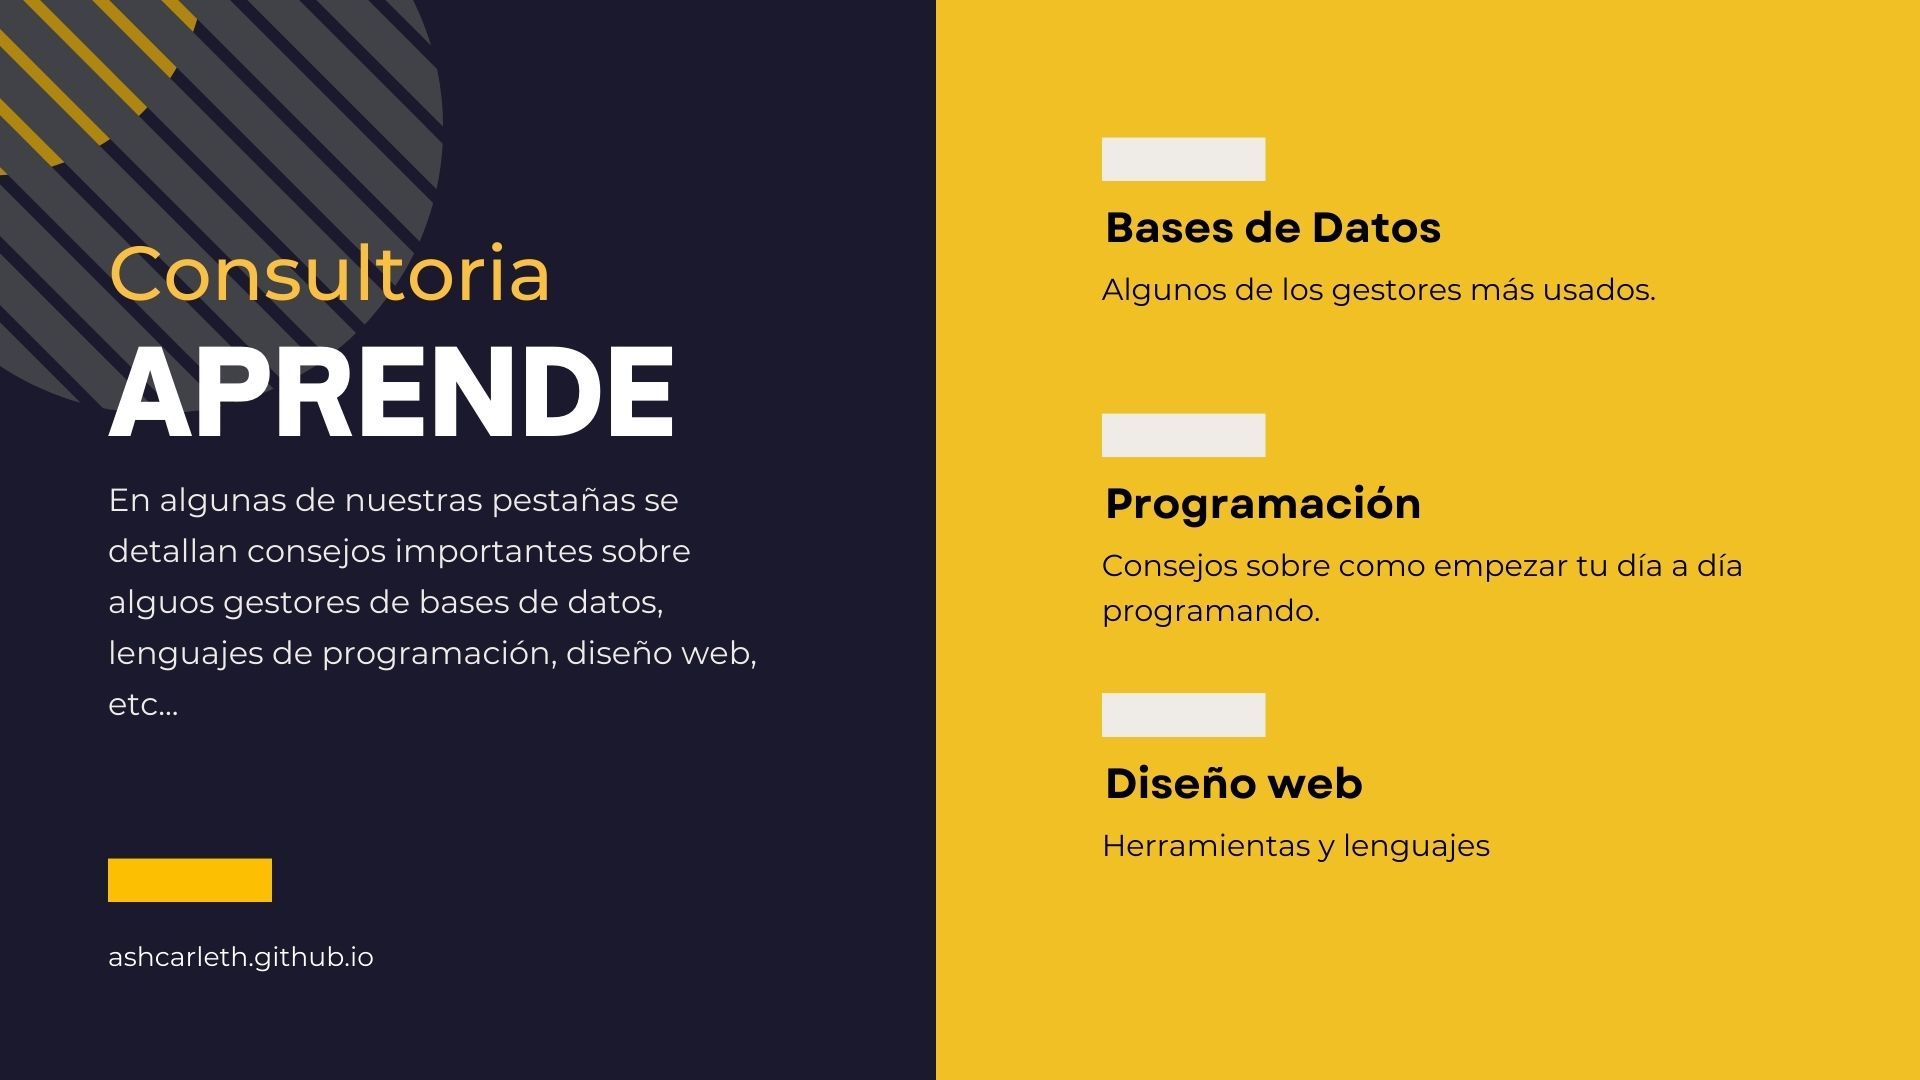 Consultoria
APRENDE
En algunas de nuestras pestañas se
detallan consejos importantes sobre
alguos gestores de bases de datos,
lenguajes de programación, diseño web,
etc...
ashcarleth.github.io
Bases de Datos
Algunos de los gestores más usados.
Programación
Consejos sobre como empezar tu día a día
programando.
Diseño web
Herramientas y lenguajes